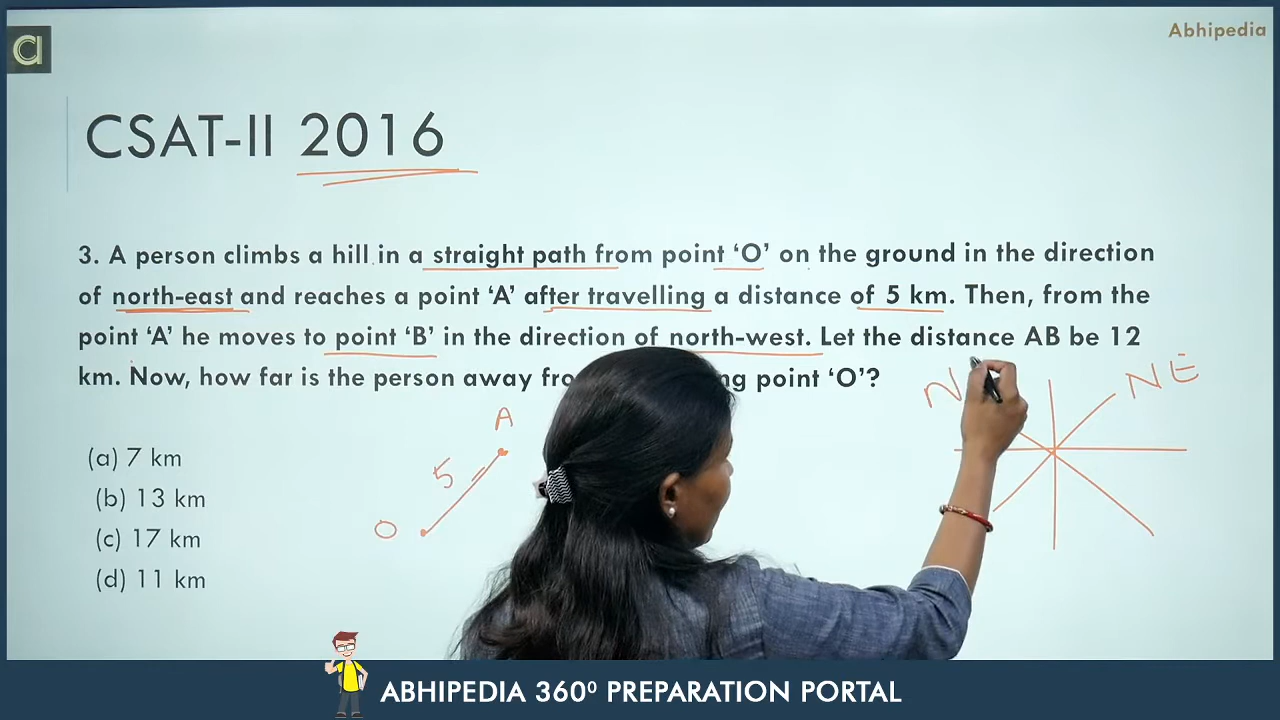 Abhipedia
a
CSAT-II 2016
3. A person climbs a hill in a straight path from point ‘O’ on the ground in the direction
of north-east and reaches a point ‘A’ after travelling a distance of 5 km. Then, from the
point ‘A’ he moves to point ‘B’ in the direction of north-west. Let the distance AB be 12
km. Now, how far is the person away point ‘O’?
N
NE
A
(a) 7 km
5
(b) 13 km
O
(c) 17 km
(d) 11 km
ABHIPEDIA 360⁰ PREPARATION PORTAL